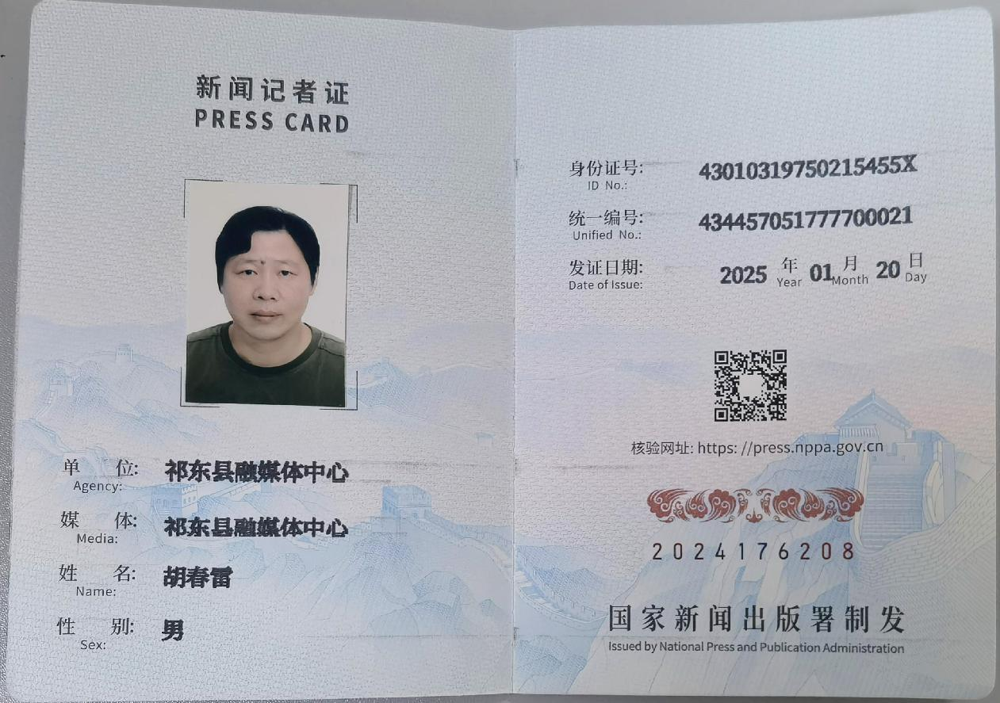 新闻记者证
PRESS CARD
单 位: 祁东县融媒体中心
Agency:
媒 体: 祁东县融媒体中心
Media:
姓 名: 胡春雷
Name:
性 别: 男
Sex:
身份证号: 43010319750215455X
ID No.:
统一编号: 434457051777700021
Unified No.:
发证日期: 2025 年 01 月 20 日
Date of Issue: Year Month Day
核验网址: https: //press.nppa.gov.cn
2024176208
国家新闻出版署制发
Issued by National Press and Publication Administration